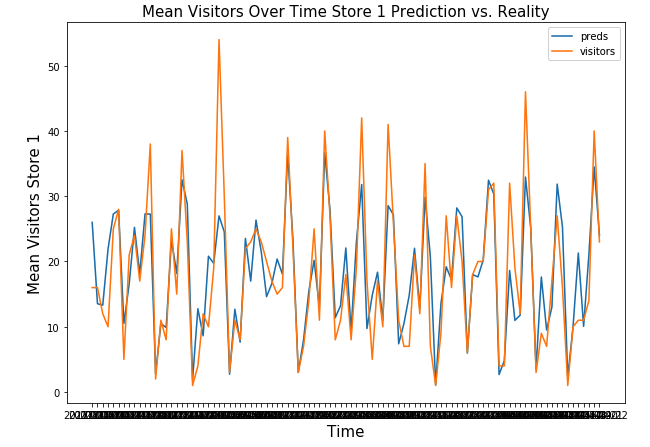 Mean Visitors Over Time Store 1 Prediction vs. Reality
preds
visitors
50
40
30
20
10
0
Mean Visitors Store 1
Time